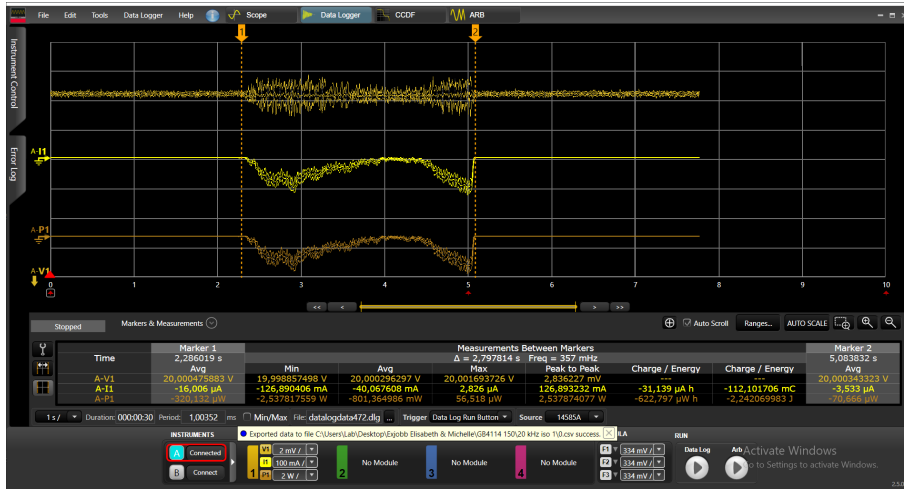 File Edit Tools Data Logger Help Scope Data Logger CCDF ARB
Instrument Control
Error Log
1 2
A-I1
A-P1
A-V1
0 1 2 3 4 5 6 7 8 9 10
<< < > >>
Stopped Markers & Measurements Auto Scroll Ranges... AUTO SCALE
Marker 1 Measurements Between Markers Marker 2
Time 2,286019 s Δ = 2,797814 s Freq = 357 mHz 5,083832 s
Avg Min Avg Max Peak to Peak Charge / Energy Charge / Energy Avg
A-V1 20,000475883 V 19,998857498 V 20,000296297 V 20,001693726 V 2,836227 mV --- --- 20,000343323 V
A-I1 -16,006 µA -126,890406 mA -40,067608 mA 2,826 µA 126,893232 mA -31,139 µA h -112,101706 mC -3,533 µA
A-P1 -320,132 µW -2,537817559 W -801,364986 mW 56,518 µW 2,537874077 W -622,797 µW h -2,242069983 J -70,666 µW
1 s/ Duration: 000:00:30 Period: 1,00352 ms Min/Max File: datalogdata472.dlg ... Trigger Data Log Run Button Source 14585A
INSTRUMENTS Exported data to file C:\Users\Lab\Desktop\Exjobb Elisabeth & Michelle\GB4114 150\20 kHz iso 1\0.csv success. RUN
A Connected
B Connect
1 V1 2 mV / I1 100 mA / P1 2 W /
2 No Module 3 No Module 4 No Module
F1 334 mV /
F2 334 mV /
F3 334 mV /
Data Log Arb
Activate Windows
Go to Settings to activate Windows.